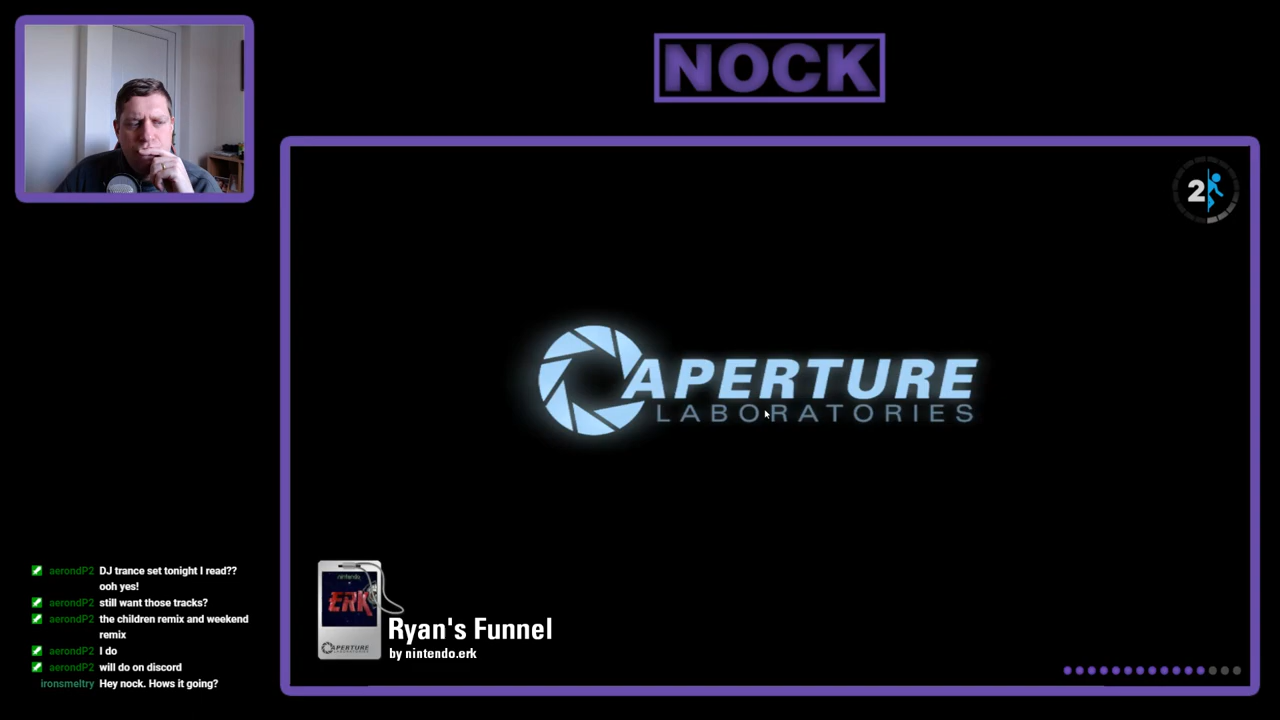 NOCK
2
APERTURE
LABORATORIES
nintendo
ERK
APERTURE
Ryan's Funnel
by nintendo.erk
aerondP2 DJ trance set tonight I read??
ooh yes!
aerondP2 still want those tracks?
aerondP2 the children remix and weekend
remix
aerondP2 I do
aerondP2 will do on discord
ironsmeltry Hey nock. Hows it going?